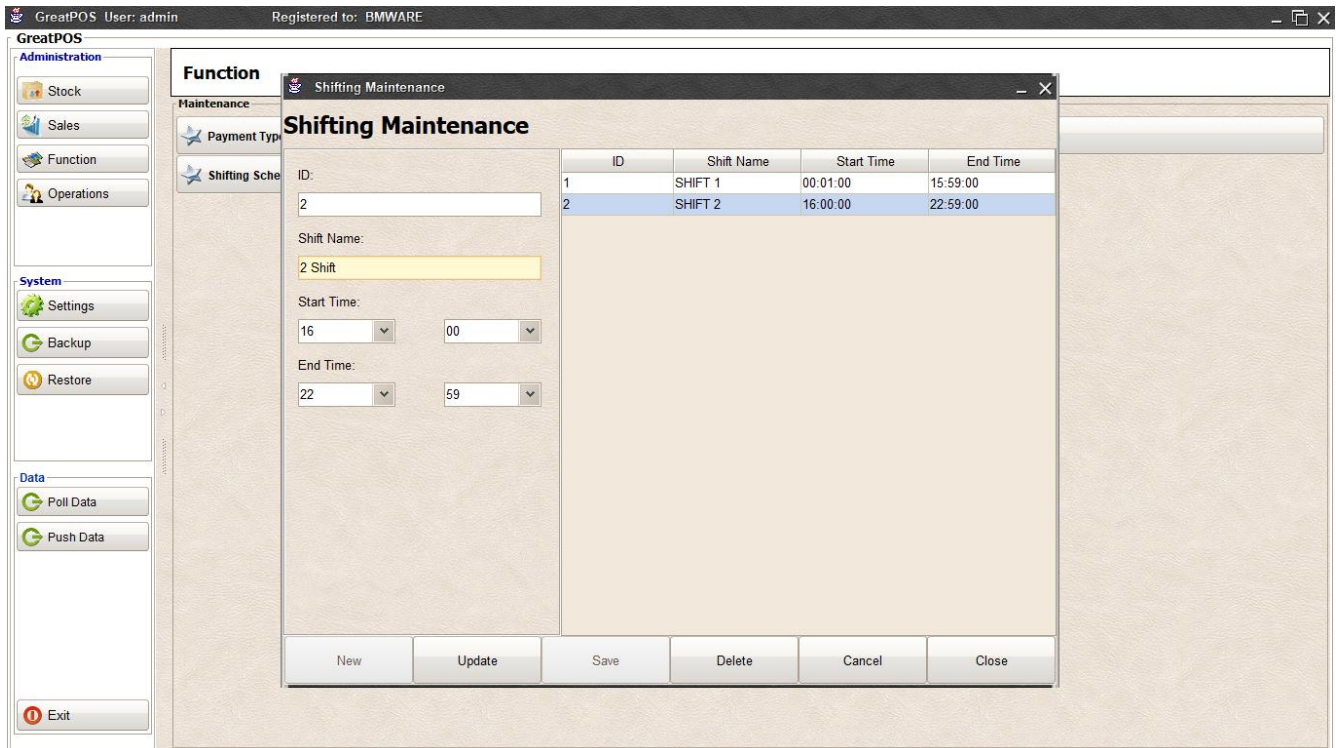 GreatPOS User: admin Registered to: BMWARE
GreatPOS
Administration
Stock
Sales
Function
Operations
System
Settings
Backup
Restore
Data
Poll Data
Push Data
Exit
Function
Maintenance
Payment Typ
Shifting Sche
Shifting Maintenance
Shifting Maintenance
ID:
2
Shift Name:
2 Shift
Start Time:
16 00
End Time:
22 59
ID Shift Name Start Time End Time
1 SHIFT 1 00:01:00 15:59:00
2 SHIFT 2 16:00:00 22:59:00
New Update Save Delete Cancel Close